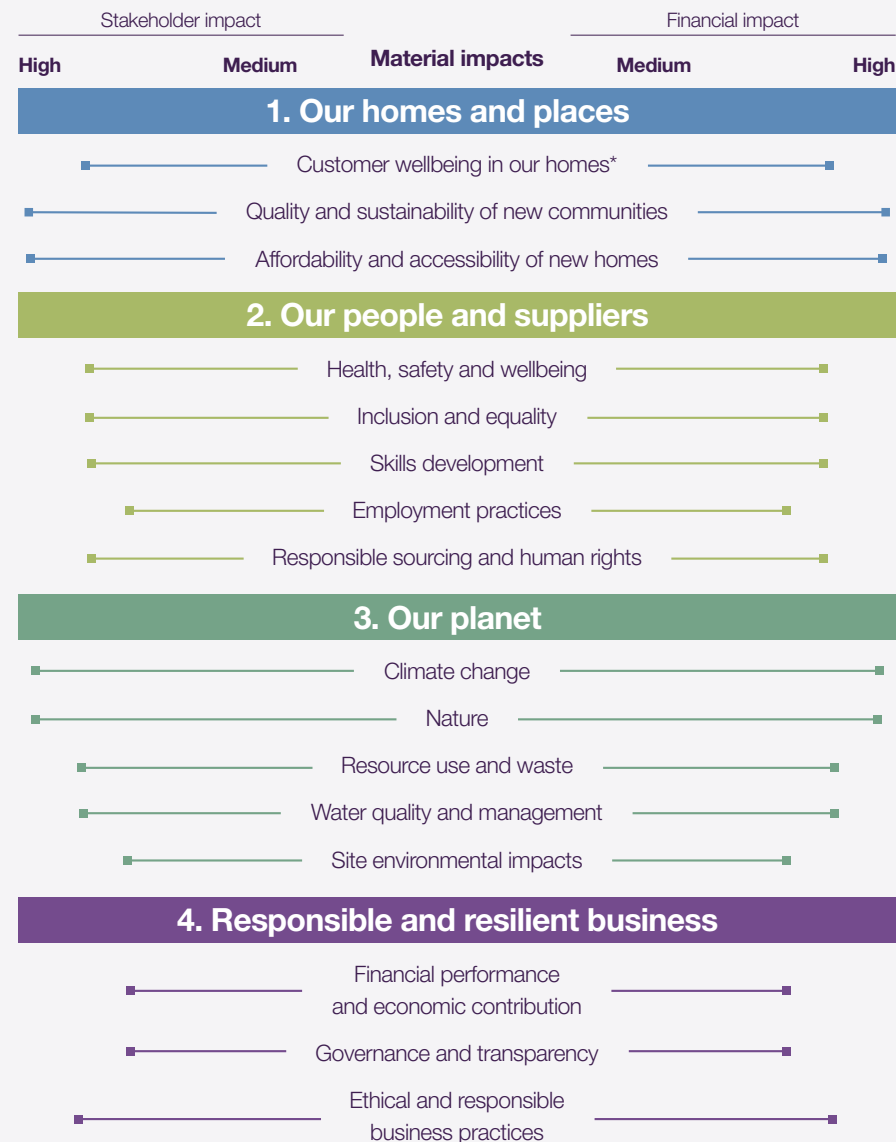 Stakeholder impact
Financial impact
High
Medium
Material impacts
Medium
High
1. Our homes and places
Customer wellbeing in our homes*
Quality and sustainability of new communities
Affordability and accessibility of new homes
2. Our people and suppliers
Health, safety and wellbeing
Inclusion and equality
Skills development
Employment practices
Responsible sourcing and human rights
3. Our planet
Climate change
Nature
Resource use and waste
Water quality and management
Site environmental impacts
4. Responsible and resilient business
Financial performance
and economic contribution
Governance and transparency
Ethical and responsible
business practices